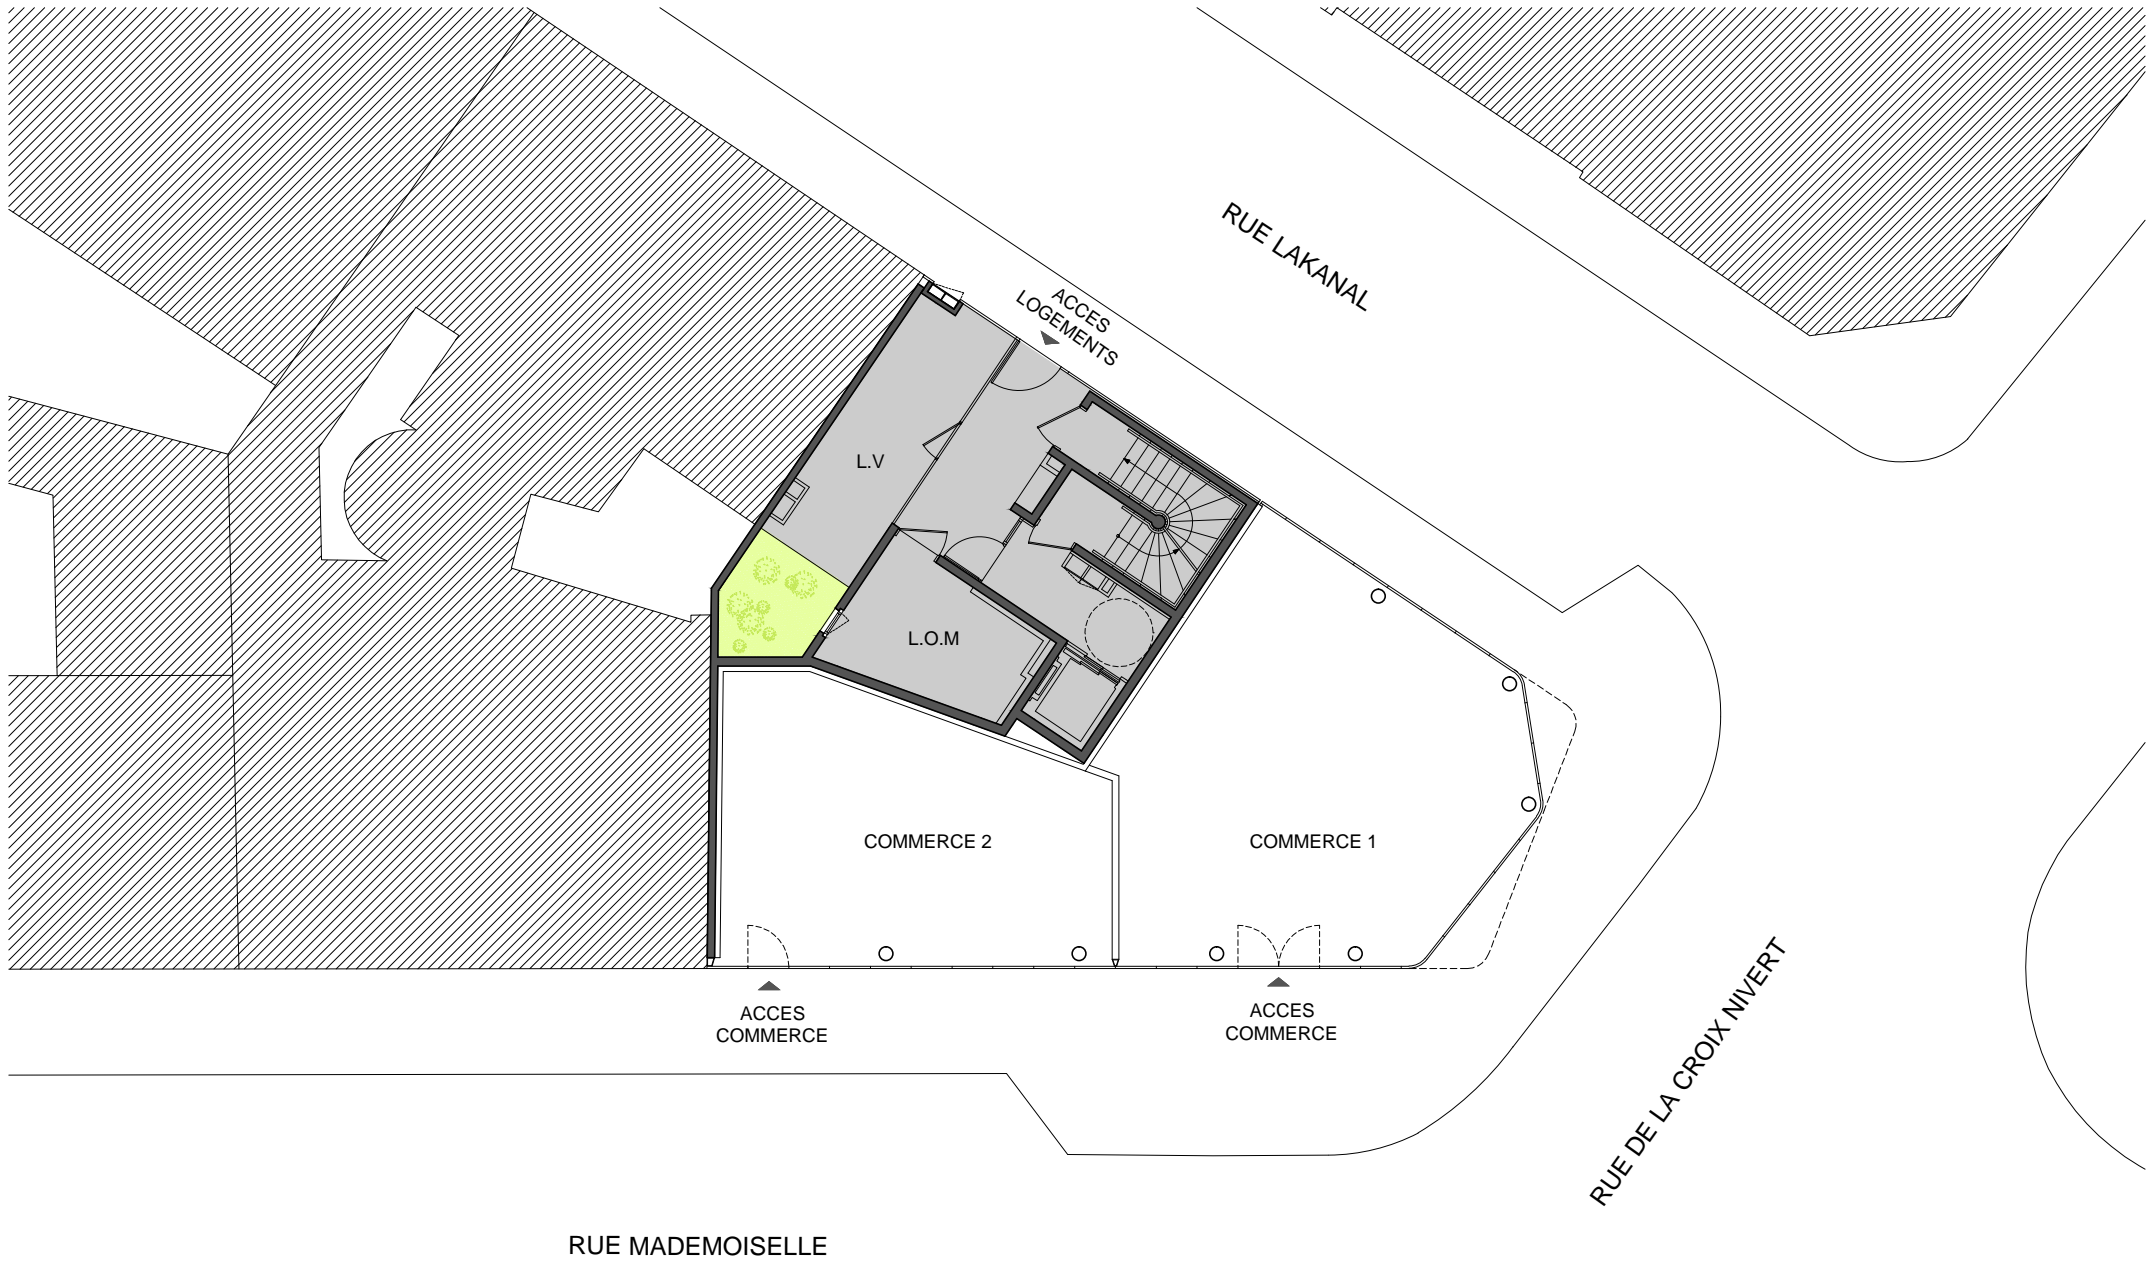 RUE LAKANAL
ACCES
LOGEMENTS
L.V
L.O.M
COMMERCE 2
COMMERCE 1
ACCES
COMMERCE
ACCES
COMMERCE
RUE DE LA CROIX NIVERT
RUE MADEMOISELLE